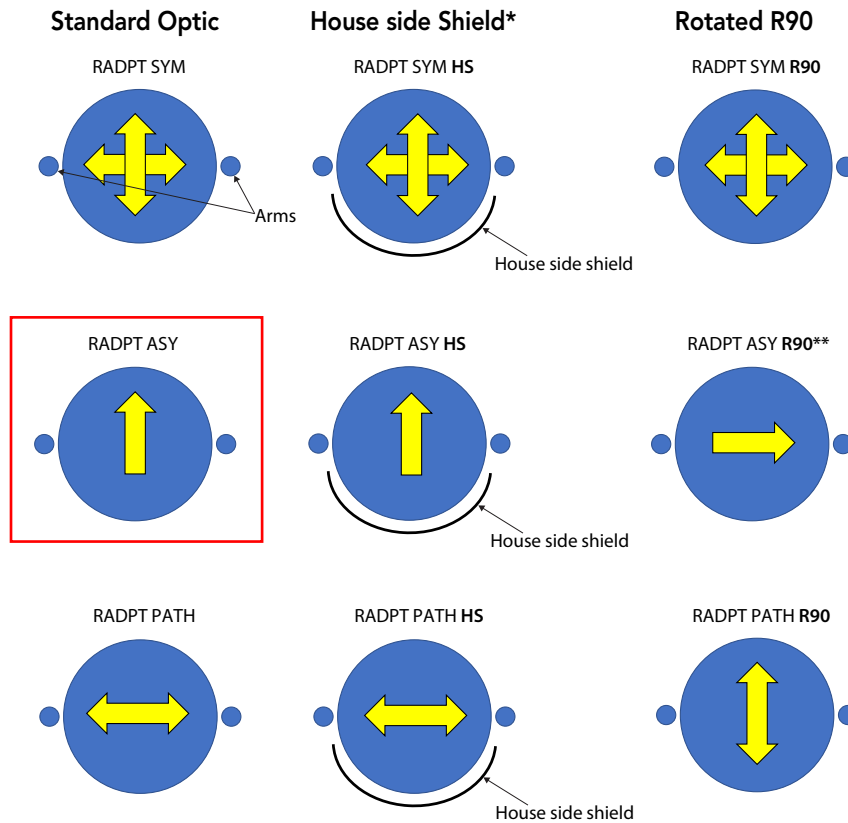 Standard Optic
House side Shield*
Rotated R90
RADPT SYM
RADPT SYM HS
RADPT SYM R90
Arms
House side shield
RADPT ASY
RADPT ASY HS
RADPT ASY R90**
House side shield
RADPT PATH
RADPT PATH HS
RADPT PATH R90
House side shield